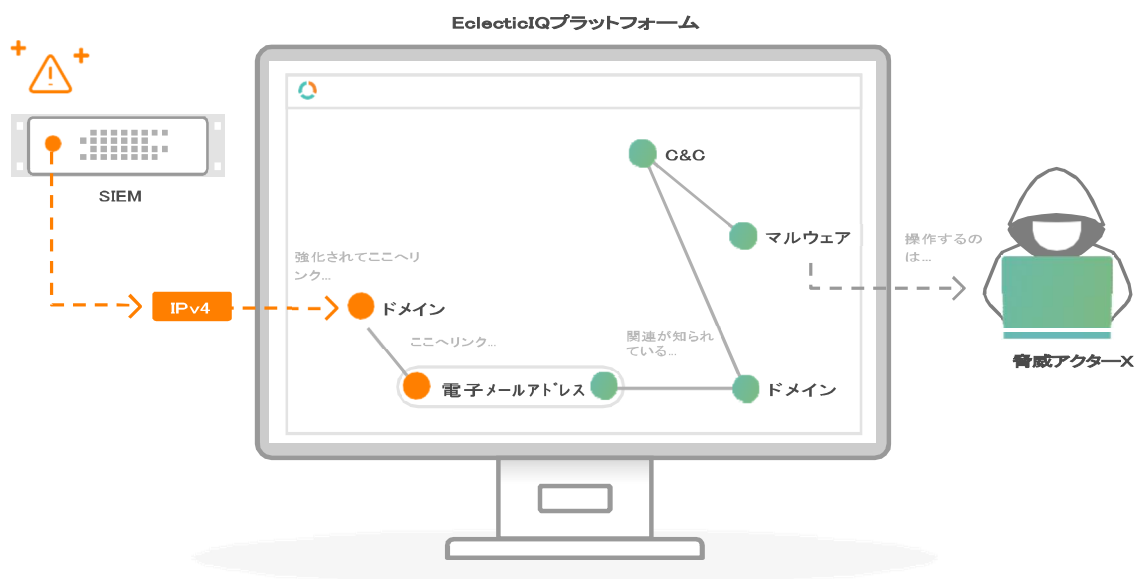 EclecticIQプラットフォーム
SIEM
C&C
マルウェア
操作するの
は...
強化されてここへリ
ンク...
IPv4
ドメイン
ここへリンク...
関連が知られ
ている...
電子メールアドレス
ドメイン
脅威アクターX